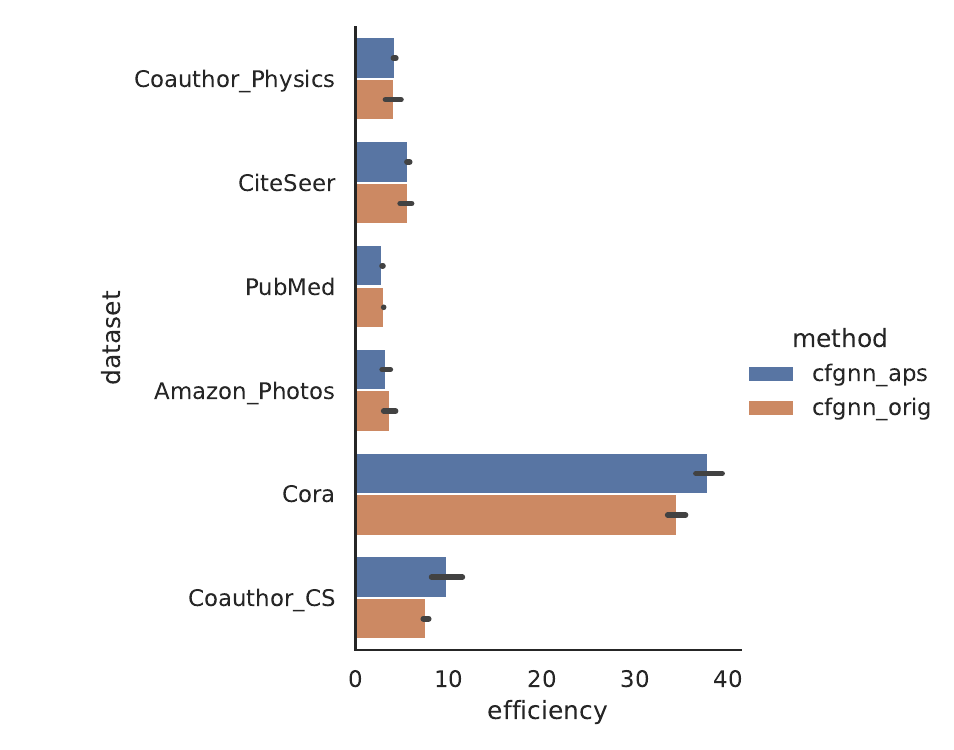 Coauthor_Physics
CiteSeer
PubMed
Amazon_Photos
Cora
Coauthor_CS
dataset
0 10 20 30 40
efficiency
method
cfgnn_aps
cfgnn_orig